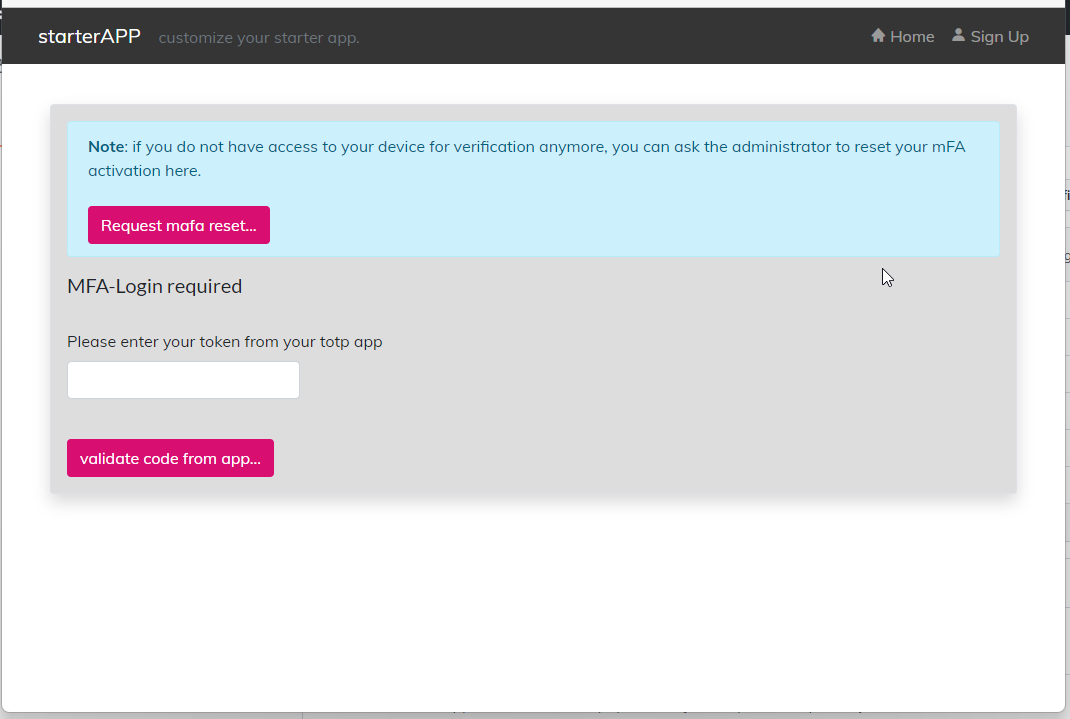 starterAPP customize your starter app. Home Sign Up
Note: if you do not have access to your device for verification anymore, you can ask the administrator to reset your mFA
activation here.
Request mafa reset...
MFA-Login required
Please enter your token from your totp app
validate code from app...